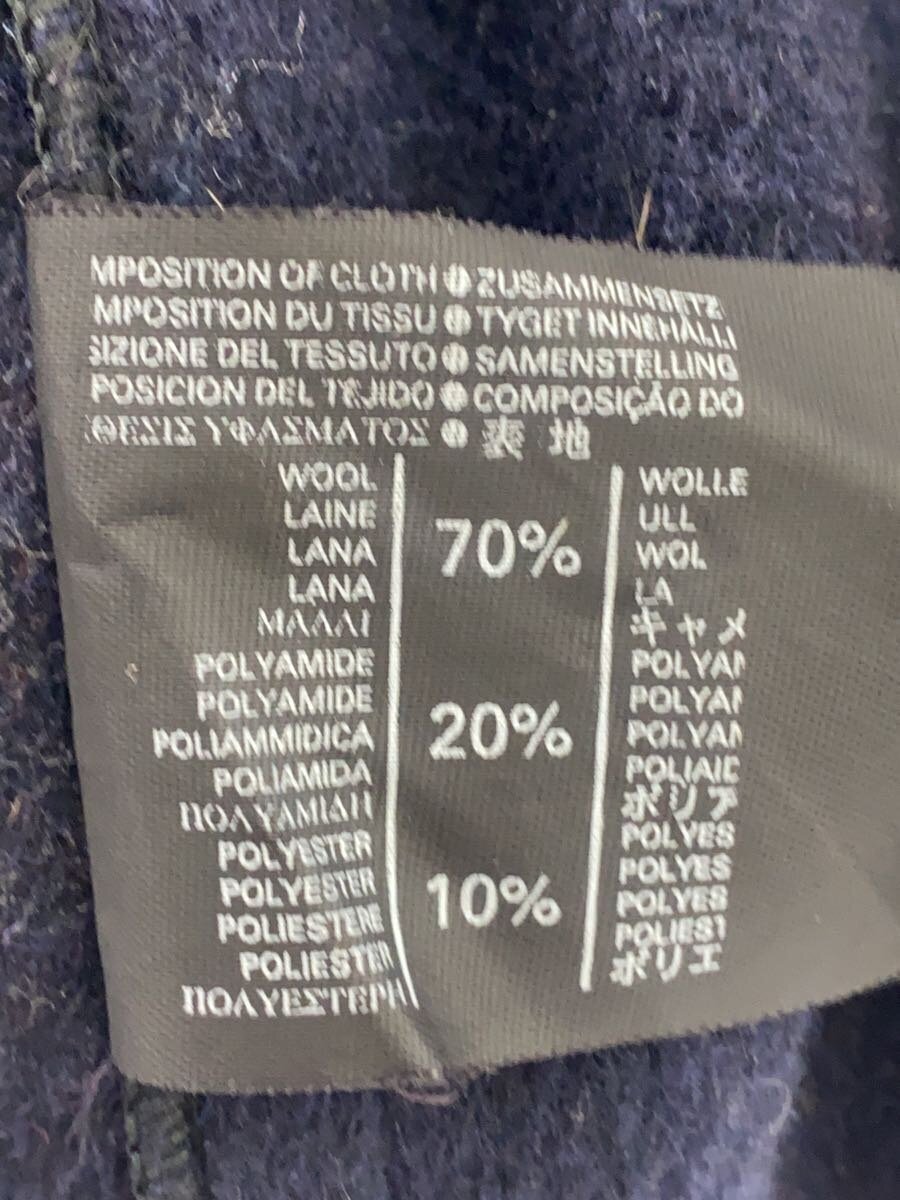 MPOSITION OF CLOTH ZUSAMMENSETZ
MPOSITION DU TISSU TYGET INNEHÅLL
SIZIONE DEL TESSUTO SAMENSTELLING
POSICION DEL TEJIDO COMPOSIÇÃO DO
ΘΕΣΙΣ ΥΦΑΣΜΑΤΟΣ 表地
WOOL WOLLE
LAINE ULL
70%
LANA WOL
LANA LA
ΜΑΛΛΙ キャメ
POLYAMIDE POLYAM
POLYAMIDE POLYAM
20%
POLIAMMIDICA POLYAM
POLIAMIDA POLIAID
ΠΟΛΥΑΜΙΔΗ ポリア
POLYESTER POLYES
POLYESTER POLYES
10%
POLIESTERE POLYES
POLIESTER POLIEST
ΠΟΛΥΕΣΤΕΡΗ ポリエ